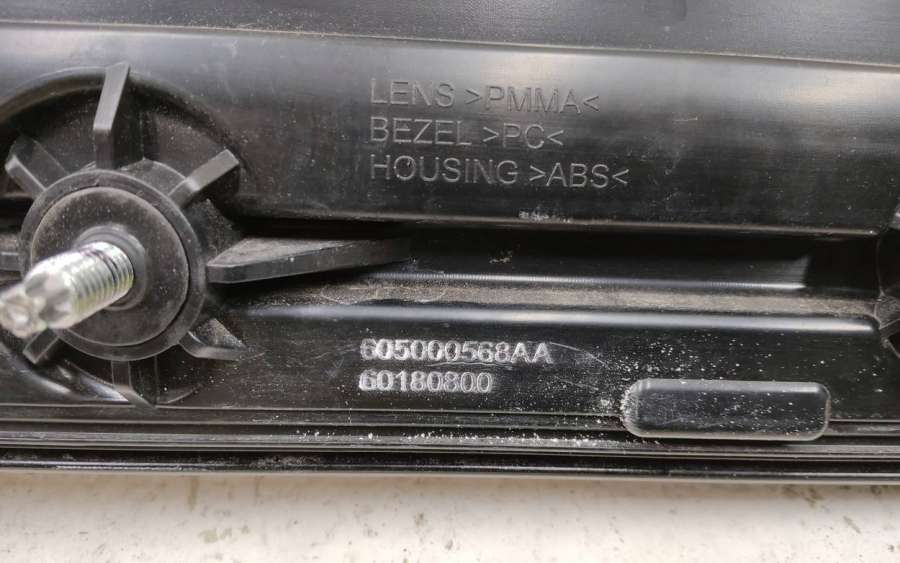 LENS >PMMA<
BEZEL >PC<
HOUSING >ABS<
605000568AA
60180800